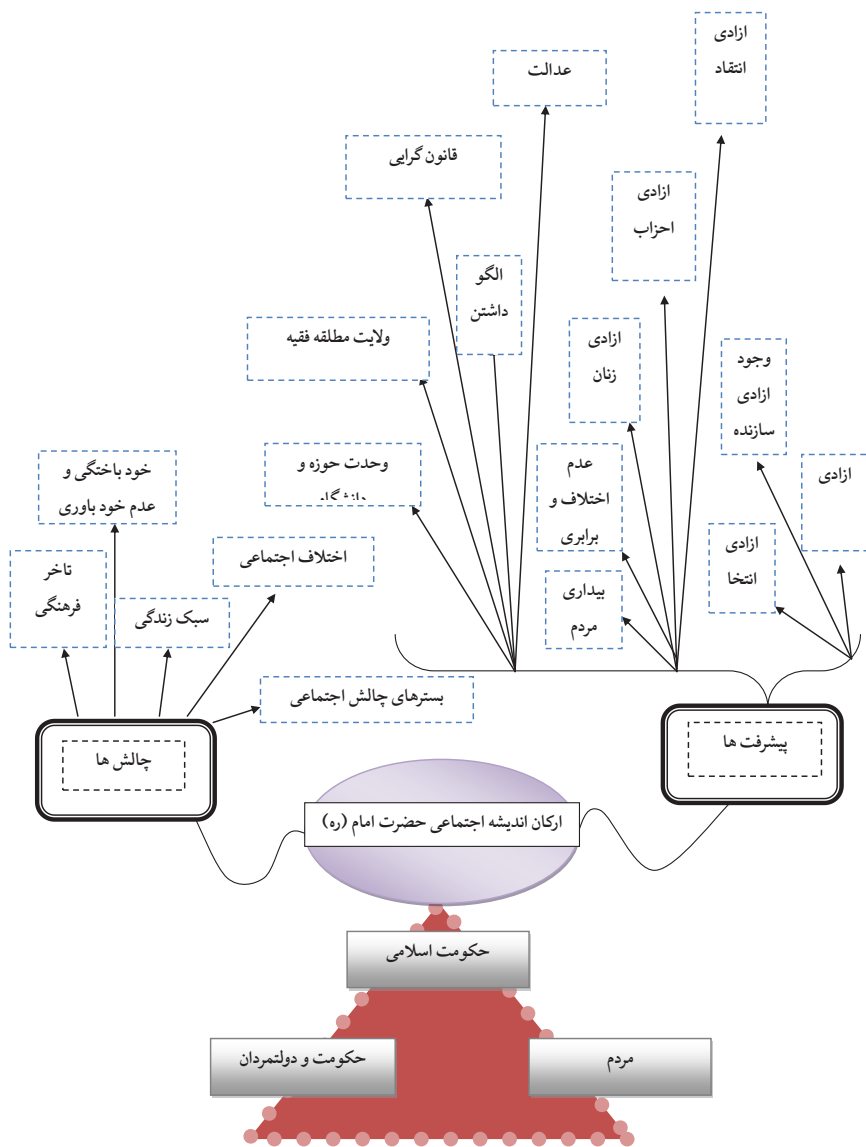 ازادی
انتقاد
عدالت
قانون گرایی
ازادی
احزاب
الگو
داشتن
ولایت مطلقه فقیه
ازادی
زنان
وجود
ازادی
سازنده
وحدت حوزه و
عدم
اختلاف و
برابری
ازادی
خود باختگی و
عدم خود باوری
ازادی
انتخا
تاخر
فرهنگی
اختلاف اجتماعی
بیداری
مردم
سبک زندگی
بسترهای چالش اجتماعی
پیشرفت ها
چالش ها
ارکان اندیشه اجتماعی حضرت امام (ره)
حکومت اسلامی
مردم
حکومت و دولتمردان